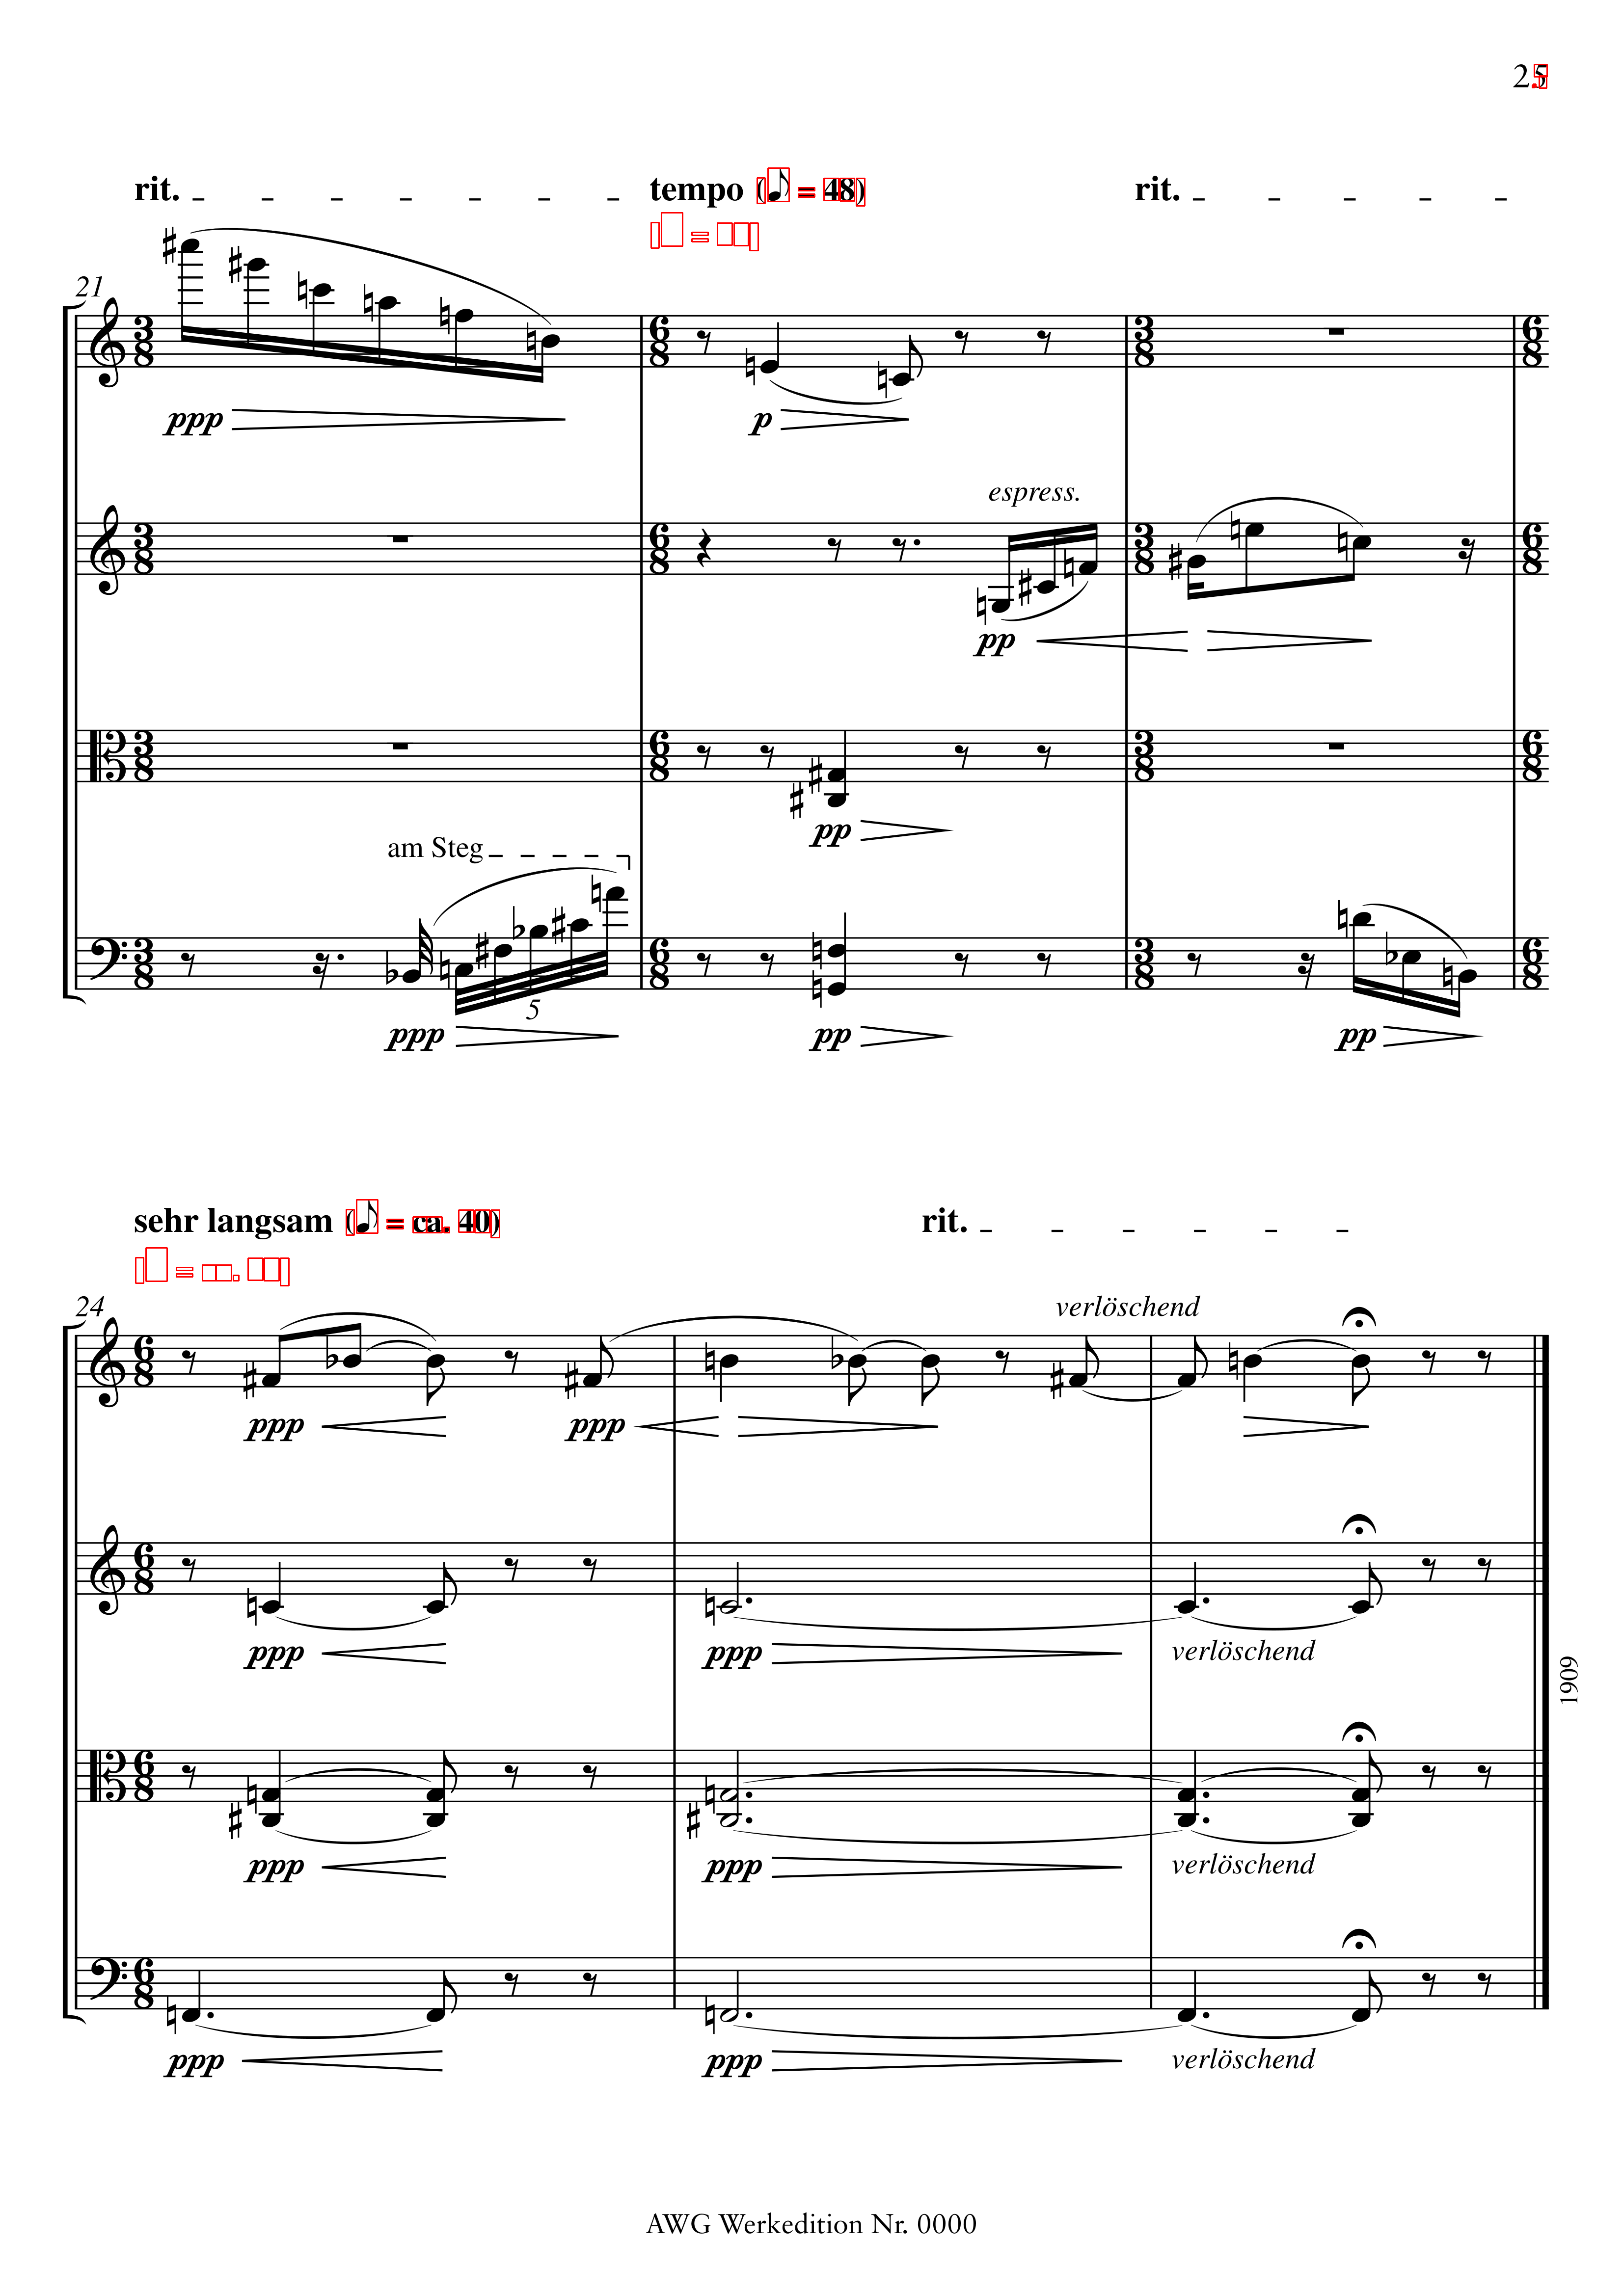 25
rit. tempo (♪ = 48) rit.
21
ppp p
espress.
pp
pp
am Steg
5
ppp pp pp
sehr langsam (♪ = ca. 40) rit.
24 verlöschend
ppp ppp
ppp ppp verlöschend
1909
ppp ppp verlöschend
ppp ppp verlöschend
AWG Werkedition Nr. 0000